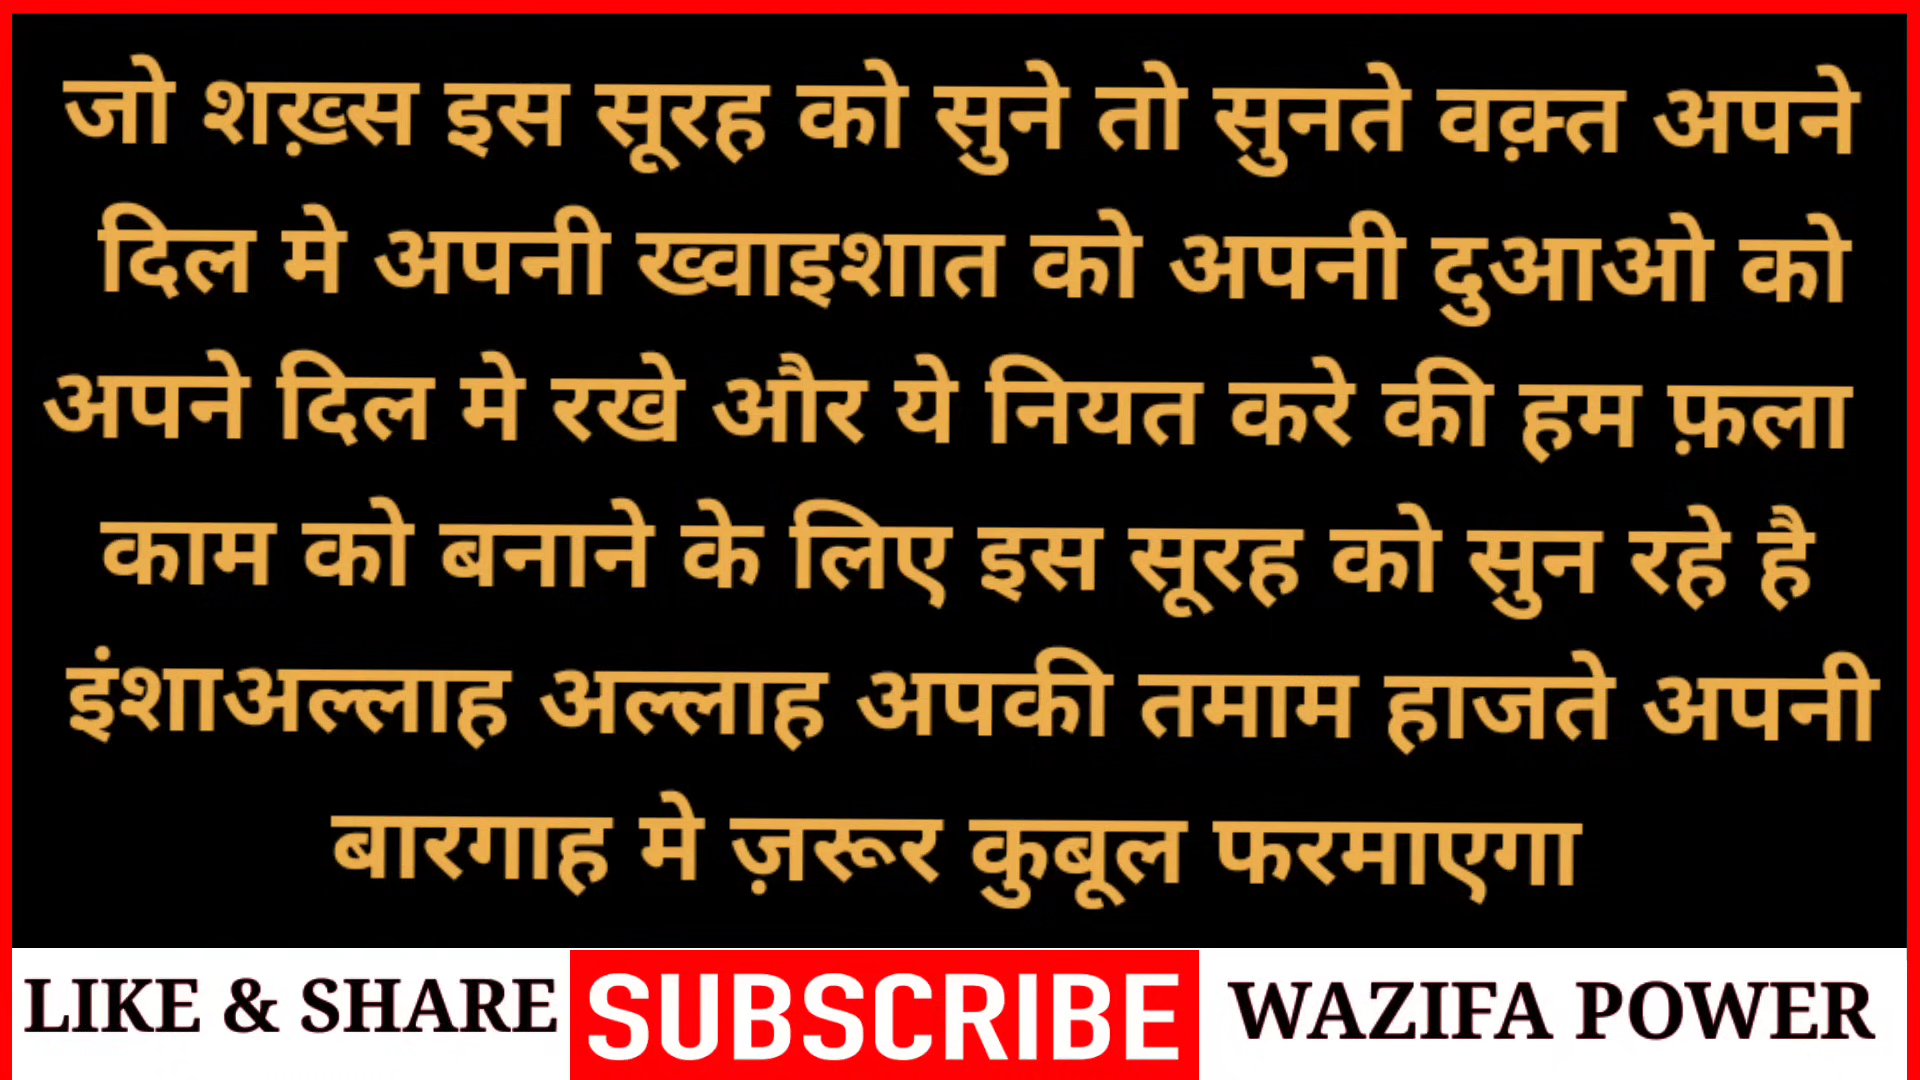 जो शख़्स इस सूरह को सुने तो सुनते वक़्त अपने
दिल मे अपनी ख्वाइशात को अपनी दुआओ को
अपने दिल मे रखे और ये नियत करे की हम फ़ला
काम को बनाने के लिए इस सूरह को सुन रहे है
इंशाअल्लाह अल्लाह अपकी तमाम हाजते अपनी
बारगाह मे ज़रूर कुबूल फरमाएगा
LIKE & SHARE SUBSCRIBE WAZIFA POWER